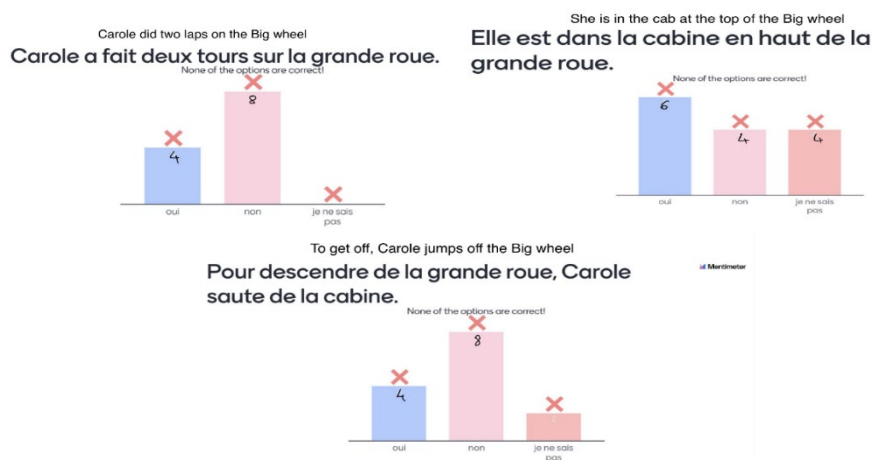 Carole did two laps on the Big wheel
Carole a fait deux tours sur la grande roue.
None of the options are correct!
4
8
oui
non
je ne sais
pas
She is in the cab at the top of the Big wheel
Elle est dans la cabine en haut de la
grande roue.
None of the options are correct!
6
4
4
oui
non
je ne sais
pas
To get off, Carole jumps off the Big wheel
Pour descendre de la grande roue, Carole
saute de la cabine.
Mentimeter
None of the options are correct!
4
8
oui
non
je ne sais
pas